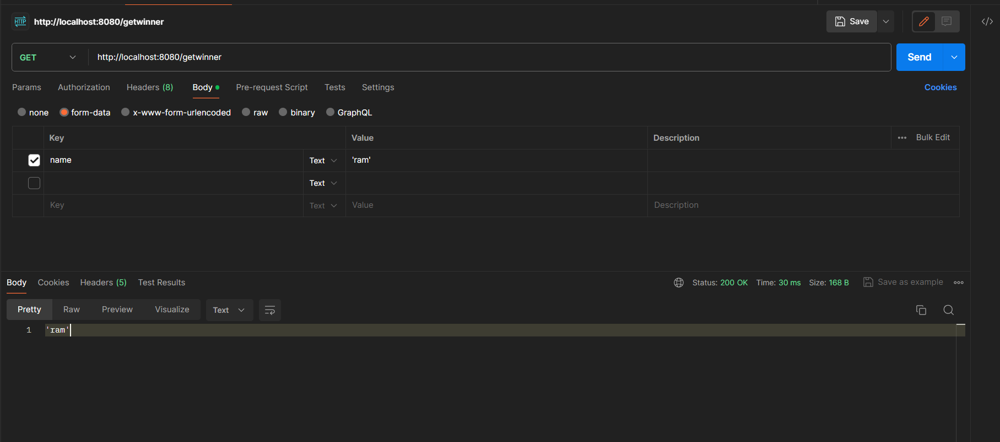 HTTP http://localhost:8080/getwinner Save
GET http://localhost:8080/getwinner Send
Params Authorization Headers (8) Body Pre-request Script Tests Settings Cookies
none form-data x-www-form-urlencoded raw binary GraphQL
Key Value Description Bulk Edit
name Text 'ram'
Text
Key Text Value Description
Body Cookies Headers (5) Test Results Status: 200 OK Time: 30 ms Size: 168 B Save as example
Pretty Raw Preview Visualize Text
1 'ram'